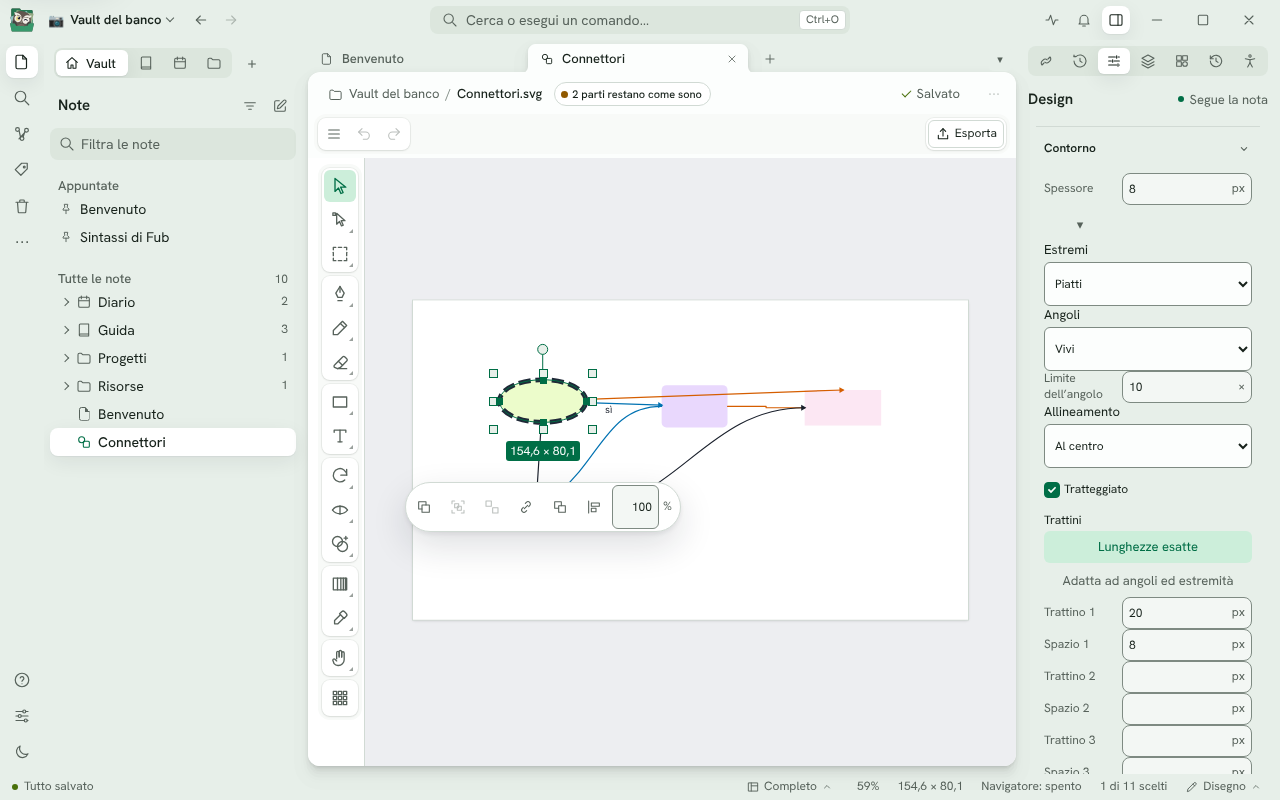 Vault del banco
Cerca o esegui un comando…
Ctrl+O
Vault
Benvenuto
Connettori
Note
Vault del banco / Connettori.svg
2 parti restano come sono
Salvato
Design
Segue la nota
Filtra le note
Esporta
Contorno
Appuntate
Benvenuto
Sintassi di Fub
Spessore
8
px
Tutte le note
10
Diario
2
Guida
3
Progetti
1
Risorse
1
Benvenuto
Connettori
Estremi
Piatti
Angoli
Vivi
Limite dell'angolo
10
×
Allineamento
Al centro
sì
154,6 × 80,1
100
%
Tratteggiato
Trattini
Lunghezze esatte
Adatta ad angoli ed estremità
Trattino 1
20
px
Spazio 1
8
px
Trattino 2
px
Spazio 2
px
Trattino 3
px
Spazio 3
px
Tutto salvato
Completo
59%
154,6 × 80,1
Navigatore: spento
1 di 11 scelti
Disegno